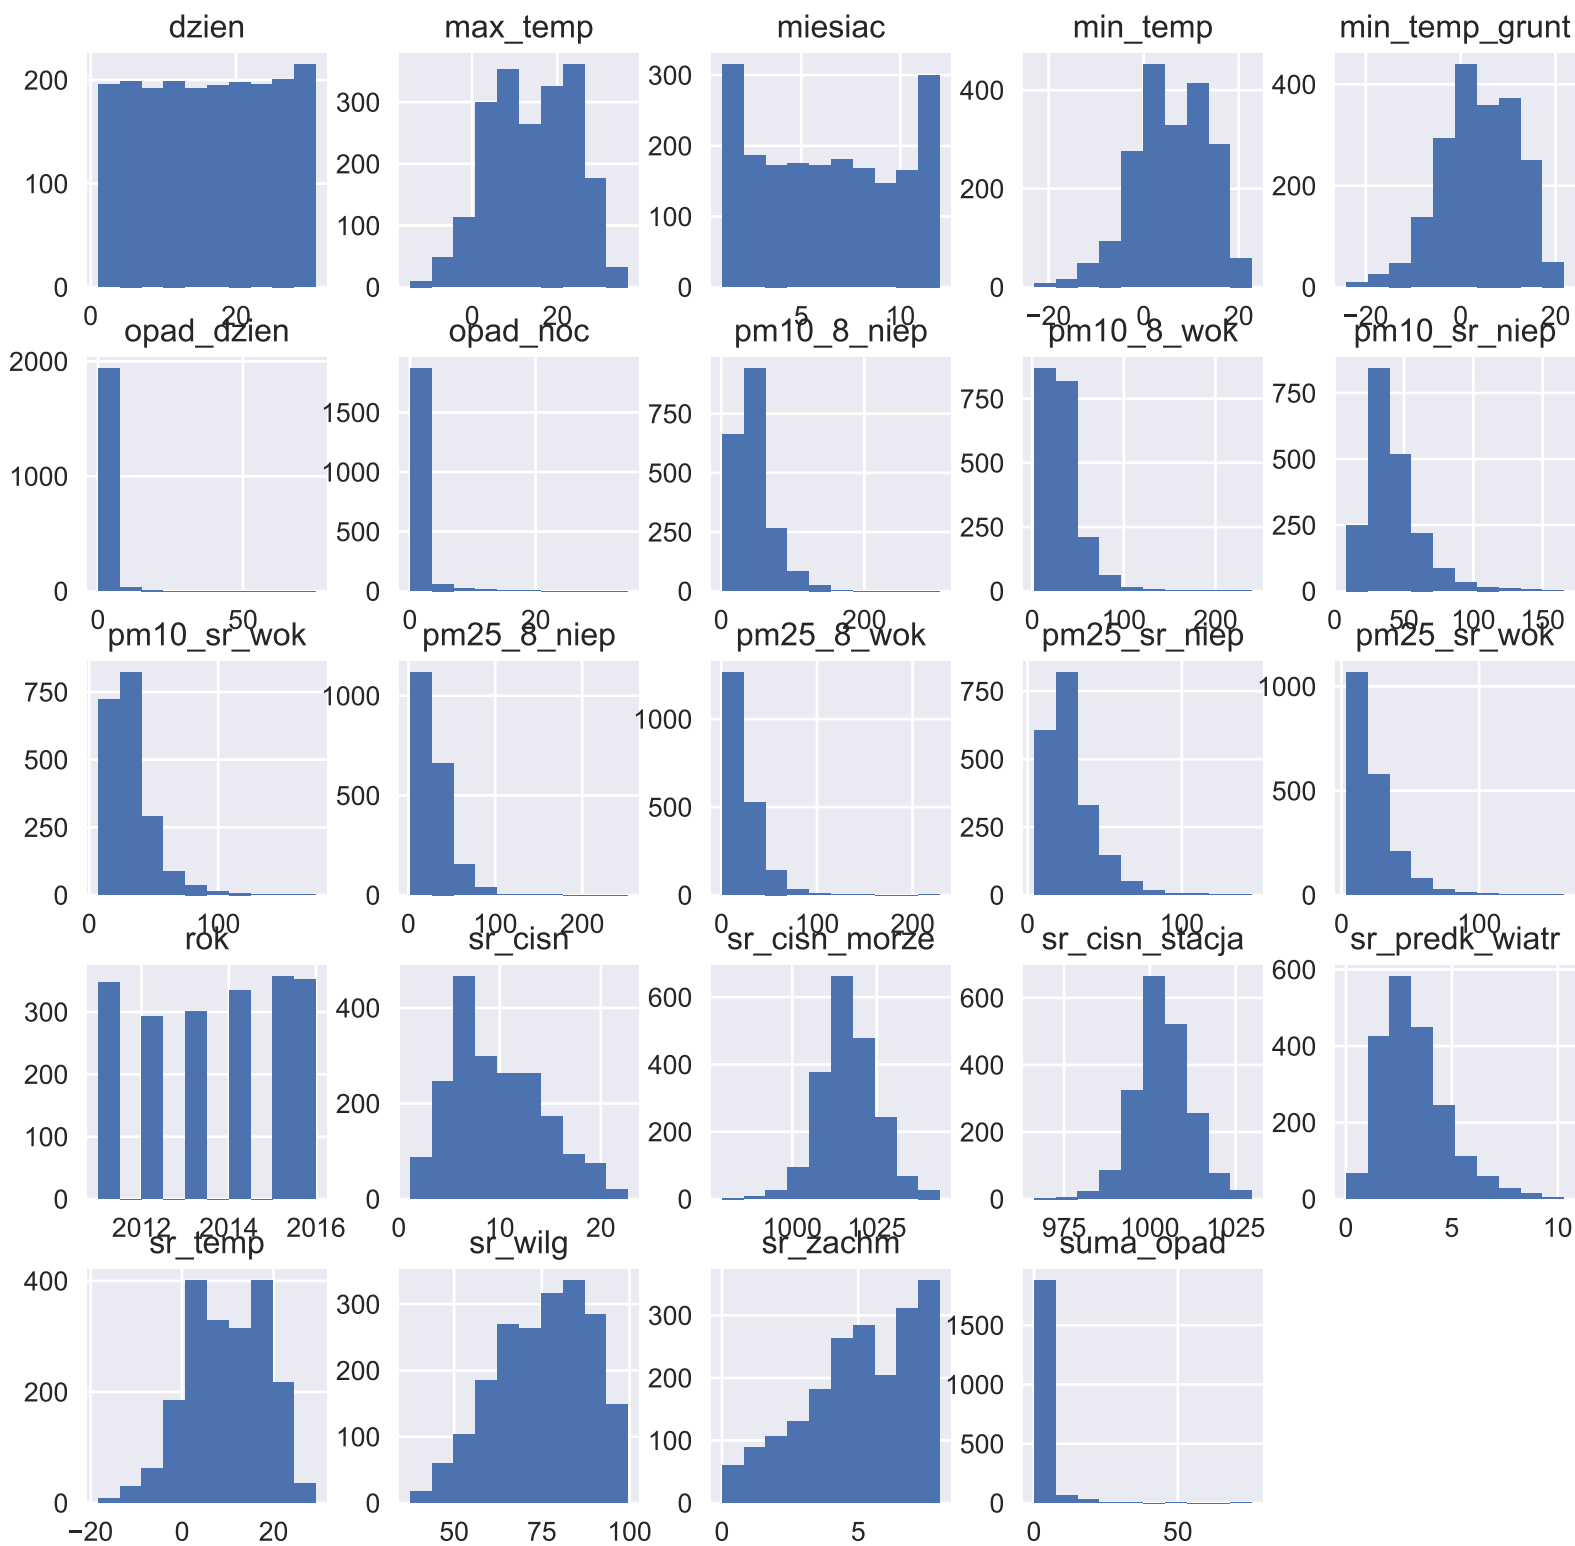 dzien max_temp miesiac min_temp min_temp_grunt
200 100 0 300 200 100 0 300 200 100 0 400 200 0 400 200 0
0 20 0 20 5 10 −20 0 20 −20 0 20
opad_dzien opad_noc pm10_8_niep pm10_8_wok pm10_sr_niep
2000 1000 0 1500 1000 500 0 750 500 250 0 750 500 250 0 750 500 250 0
0 50 0 20 0 200 0 100 200 50 100 150
pm10_sr_wok pm25_8_niep pm25_8_wok pm25_sr_niep pm25_sr_wok
750 500 250 0 1000 500 0 1000 500 0 750 500 250 0 1000 500 0
0 100 0 100 200 0 100 200 0 100 0 100
rok sr_cisn sr_cisn_morze sr_cisn_stacja sr_predk_wiatr
300 200 100 0 400 200 0 600 400 200 0 600 400 200 0 600 400 200 0
2012 2014 2016 0 10 20 1000 1025 975 1000 1025 0 5 10
sr_temp sr_wilg sr_zachm suma_opad
400 200 0 300 200 100 0 300 200 100 0 1500 1000 500 0
−20 0 20 50 75 100 0 5 0 50